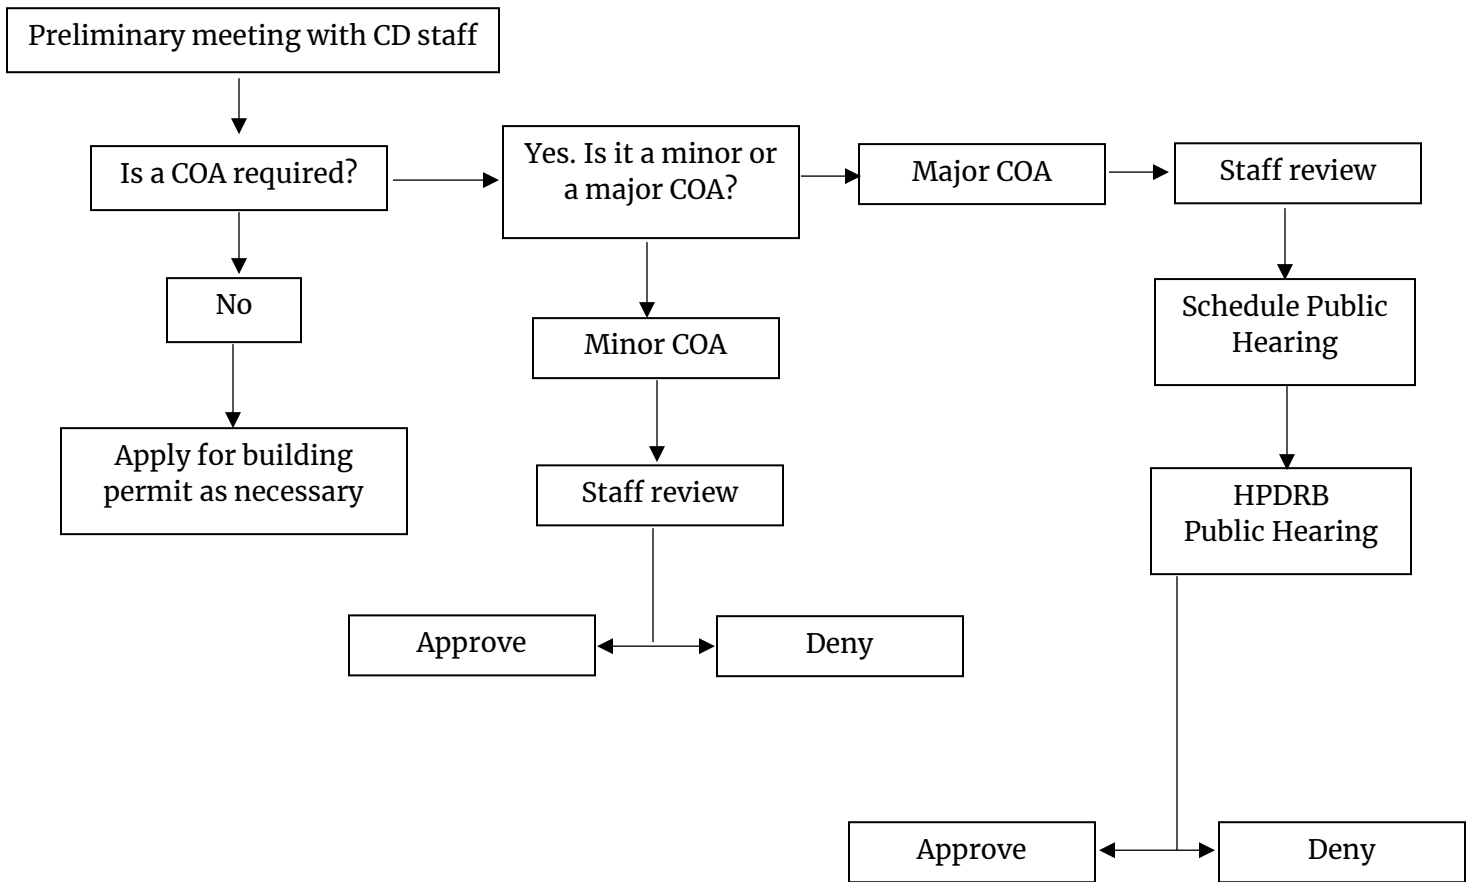 Preliminary meeting with CD staff
Is a COA required?
Yes. Is it a minor or
a major COA?
Major COA
Staff review
No
Schedule Public
Hearing
Minor COA
Apply for building
permit as necessary
Staff review
HPDRB
Public Hearing
Approve
Deny
Approve
Deny